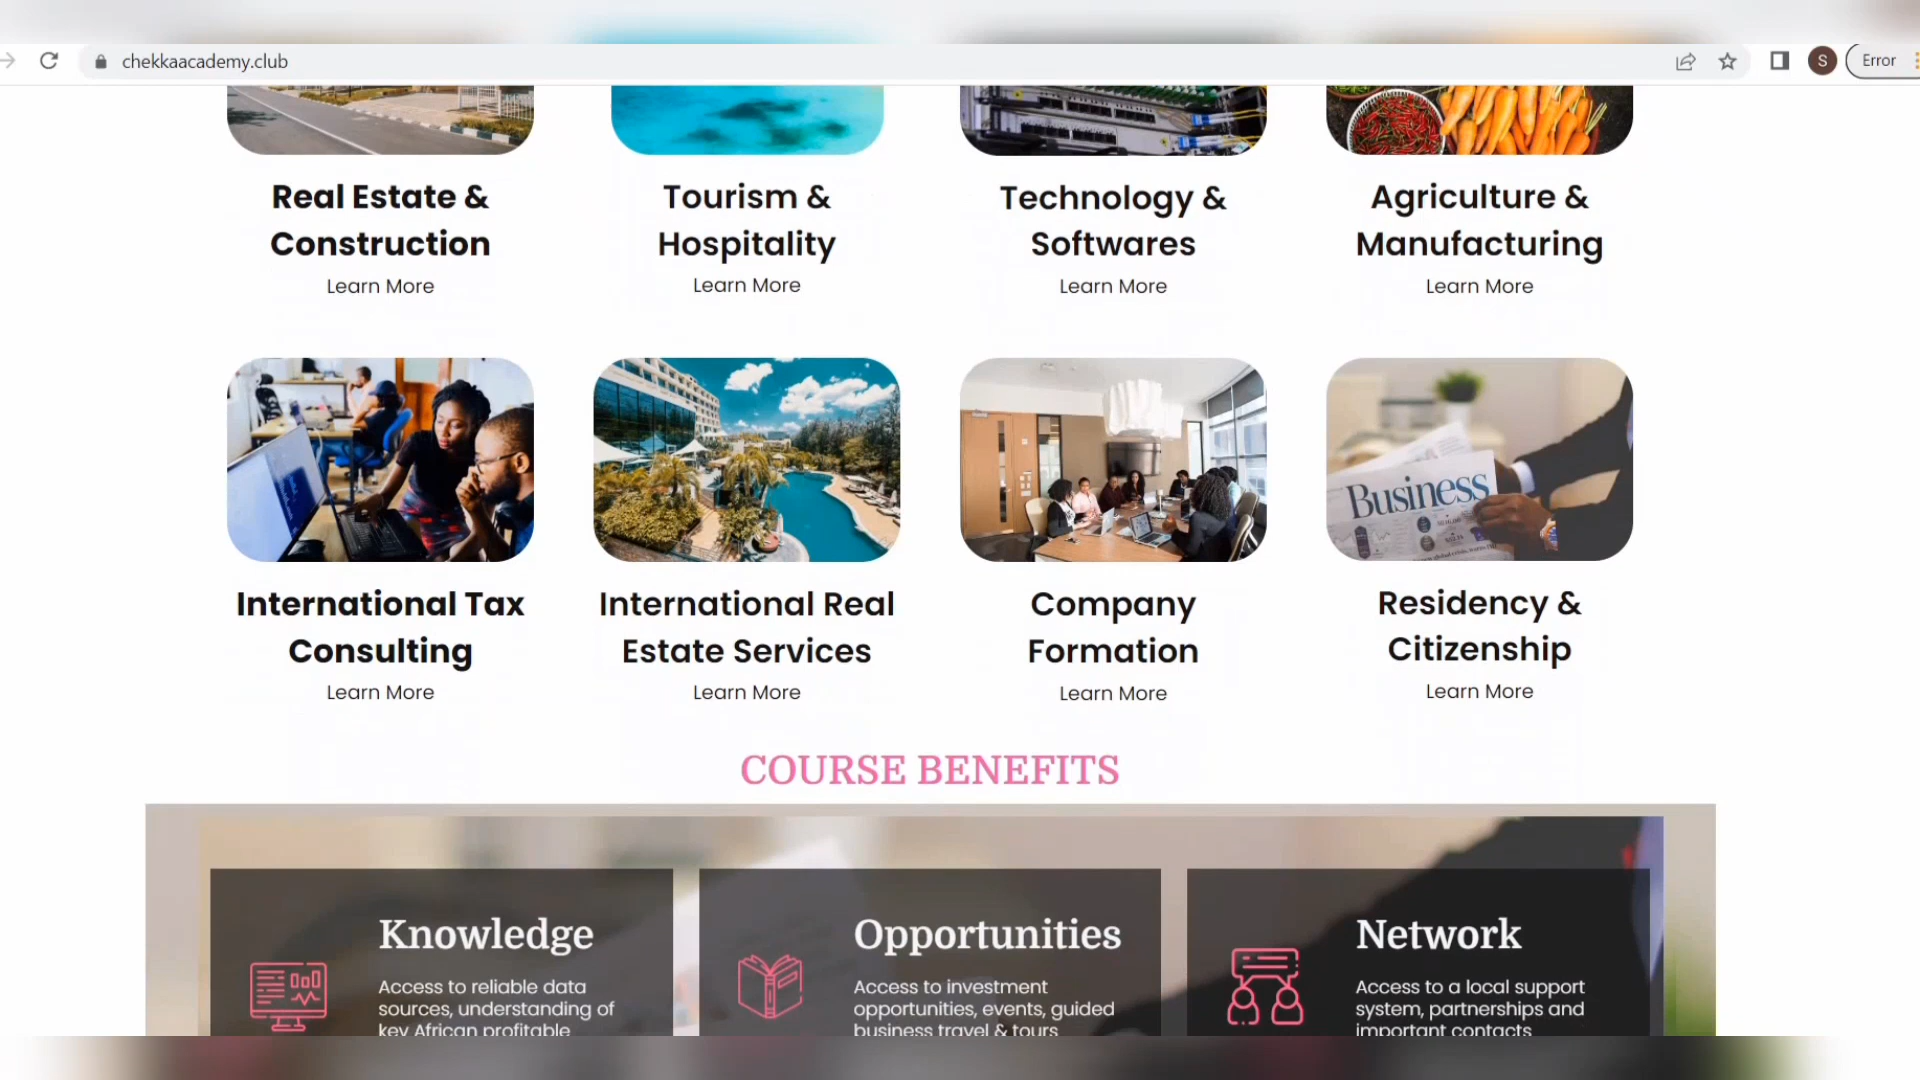 chekkaacademy.club
S
Error
Real Estate &
Construction
Learn More
Tourism &
Hospitality
Learn More
Technology &
Softwares
Learn More
Agriculture &
Manufacturing
Learn More
Business
International Tax
Consulting
Learn More
International Real
Estate Services
Learn More
Company
Formation
Learn More
Residency &
Citizenship
Learn More
COURSE BENEFITS
Knowledge
Access to reliable data
sources, understanding of
key African profitable
Opportunities
Access to investment
opportunities, events, guided
business travel & tours
Network
Access to a local support
system, partnerships and
important contacts